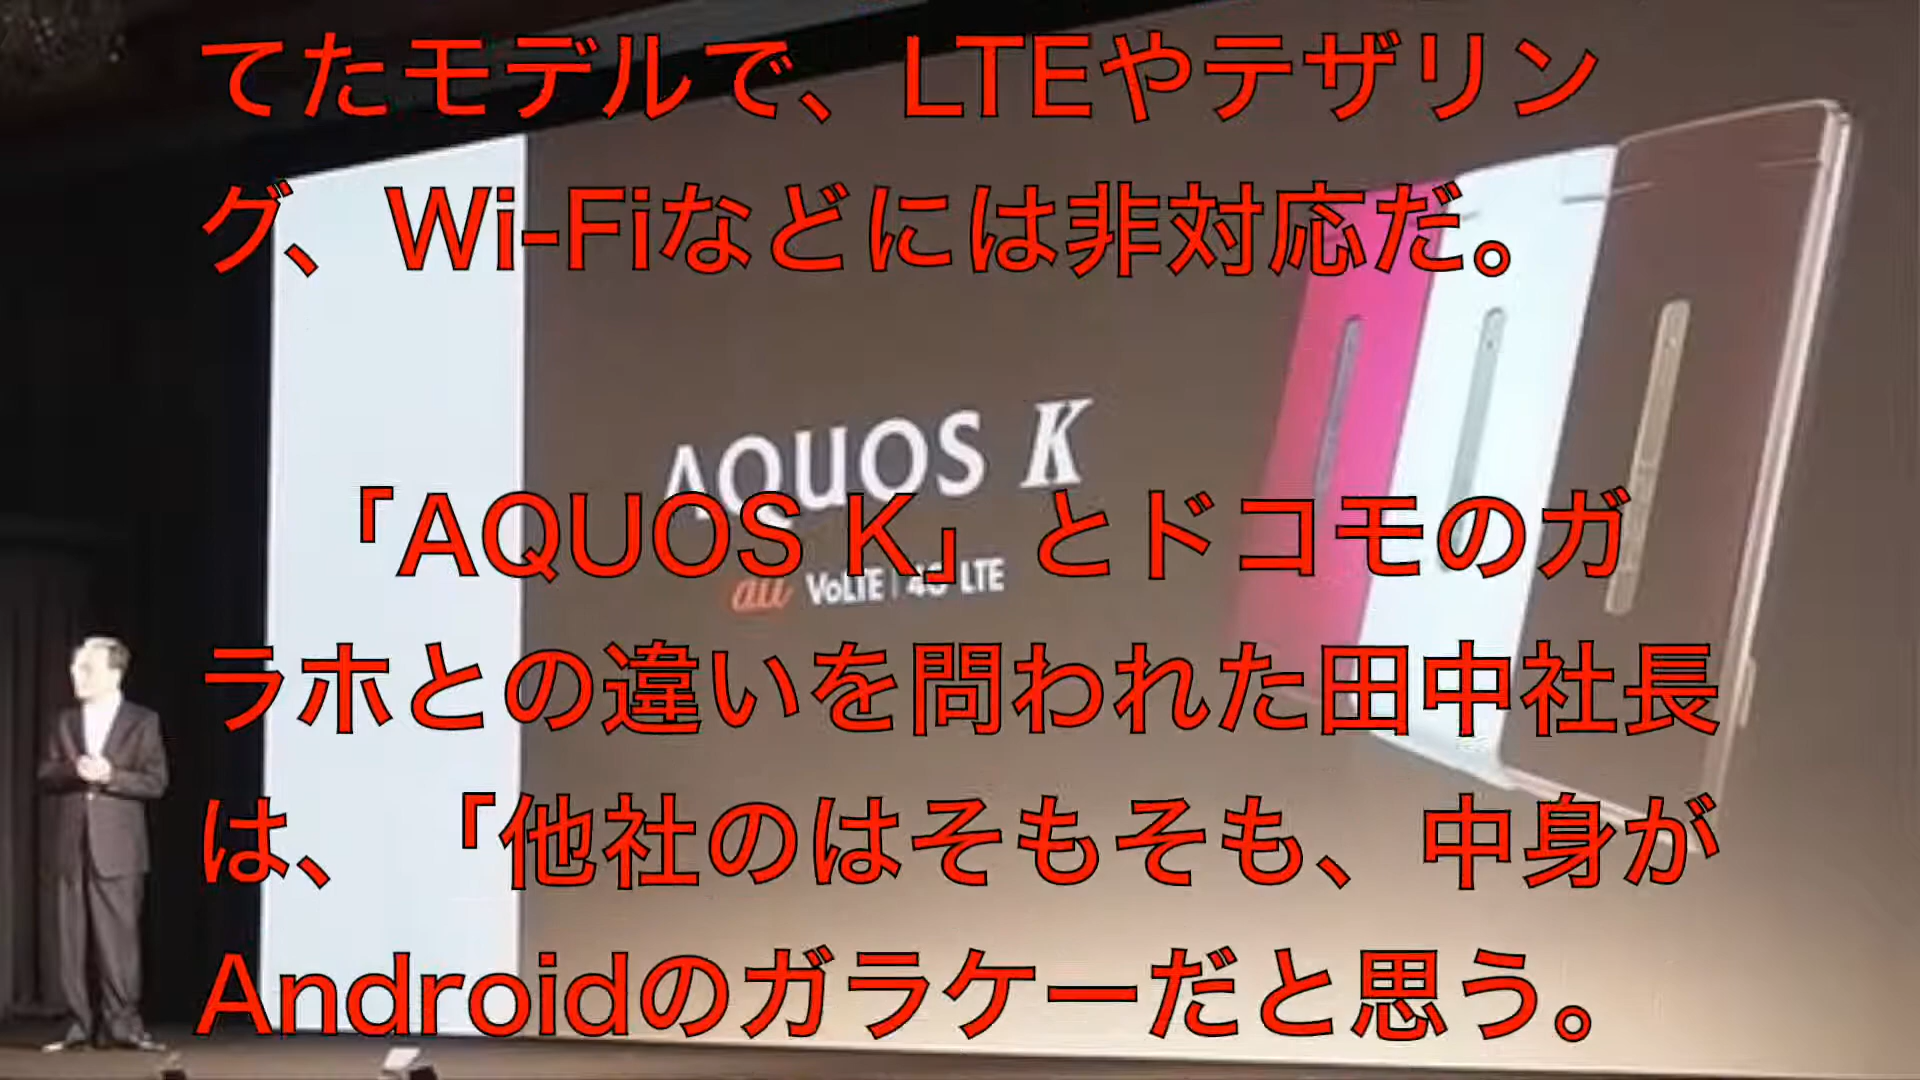 てたモデルで、LTEやテザリン
グ、Wi-Fiなどには非対応だ。
AQUOS K
「AQUOS K」とドコモのガ
au VoLTE | 4G LTE
ラホとの違いを問われた田中社長
は、「他社のはそもそも、中身が
Androidのガラケーだと思う。